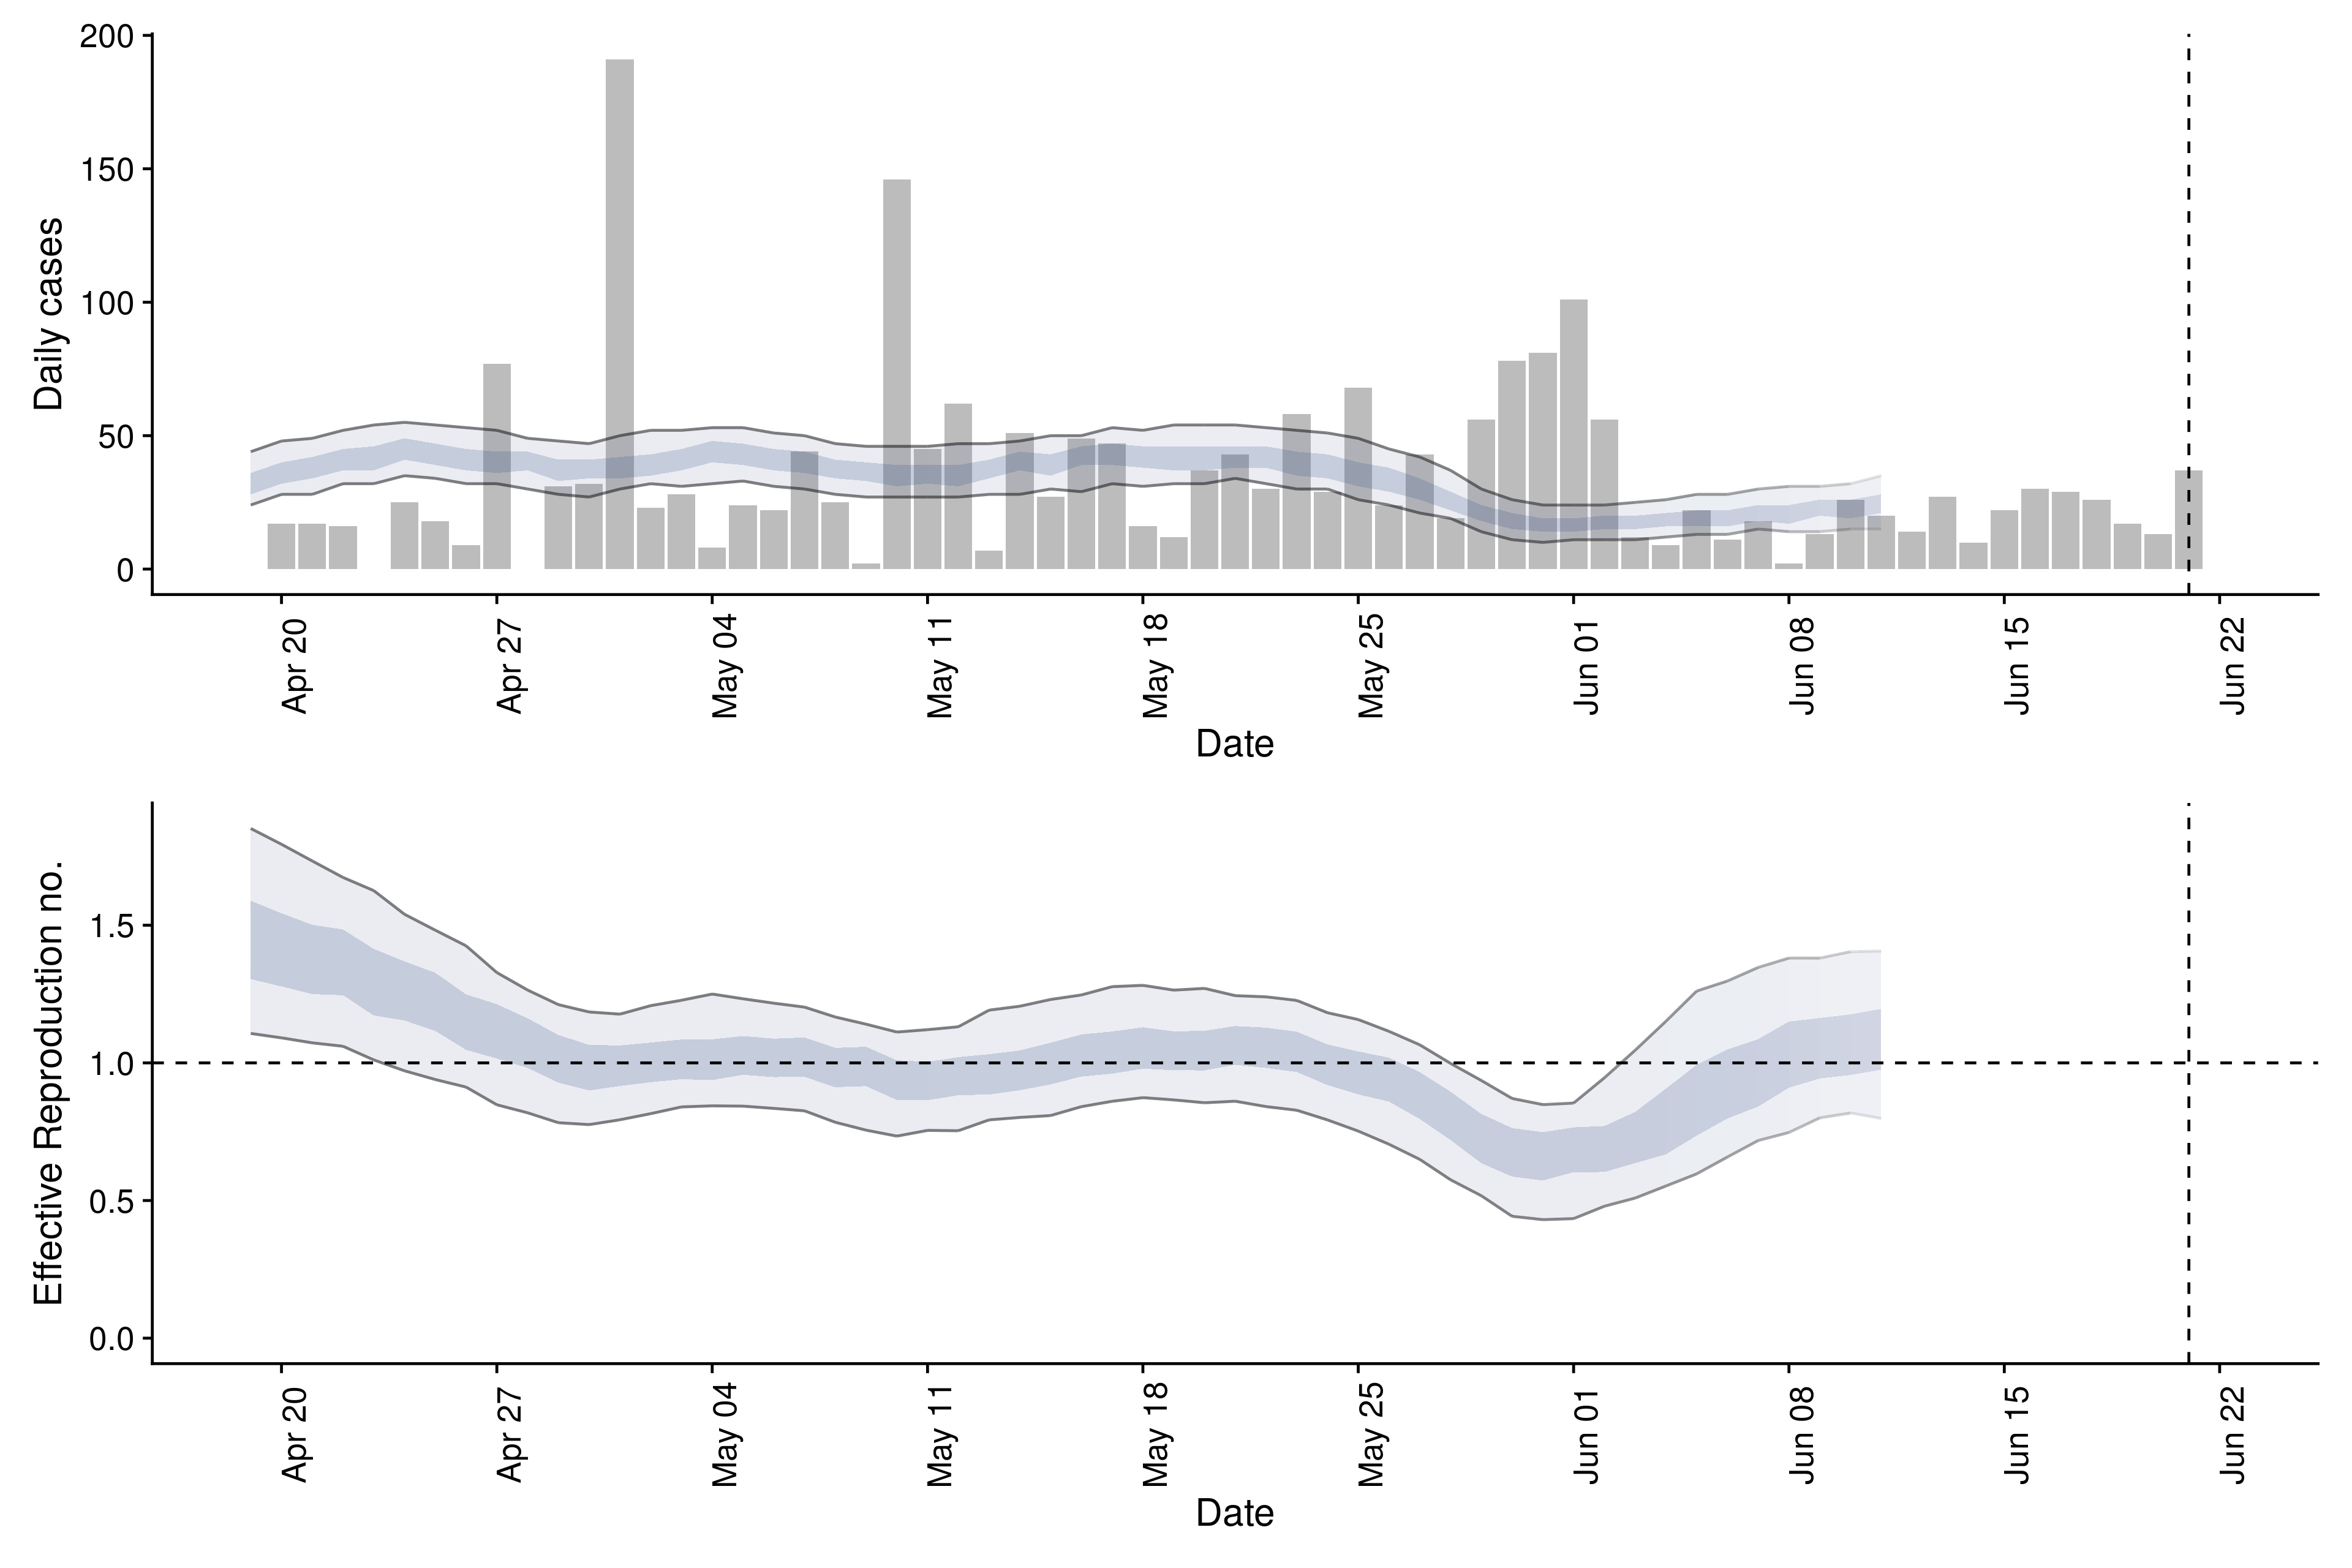 Daily cases
200
150
100
50
0
Apr 20
Apr 27
May 04
May 11
May 18
May 25
Jun 01
Jun 08
Jun 15
Jun 22
Date
Effective Reproduction no.
1.5
1.0
0.5
0.0
Apr 20
Apr 27
May 04
May 11
May 18
May 25
Jun 01
Jun 08
Jun 15
Jun 22
Date